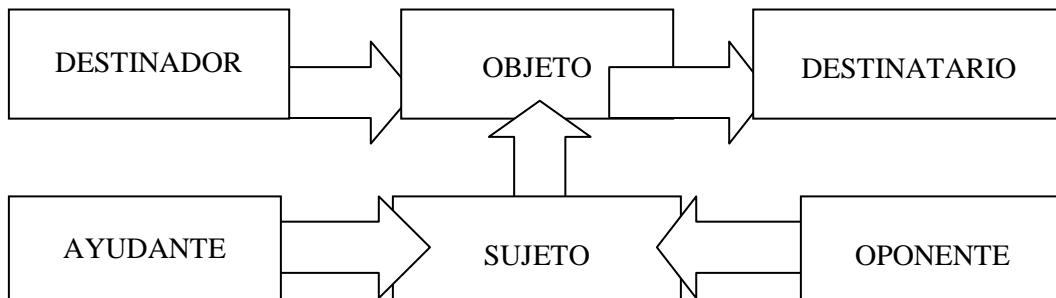 DESTINADOR
OBJETO
DESTINATARIO
AYUDANTE
SUJETO
OPONENTE